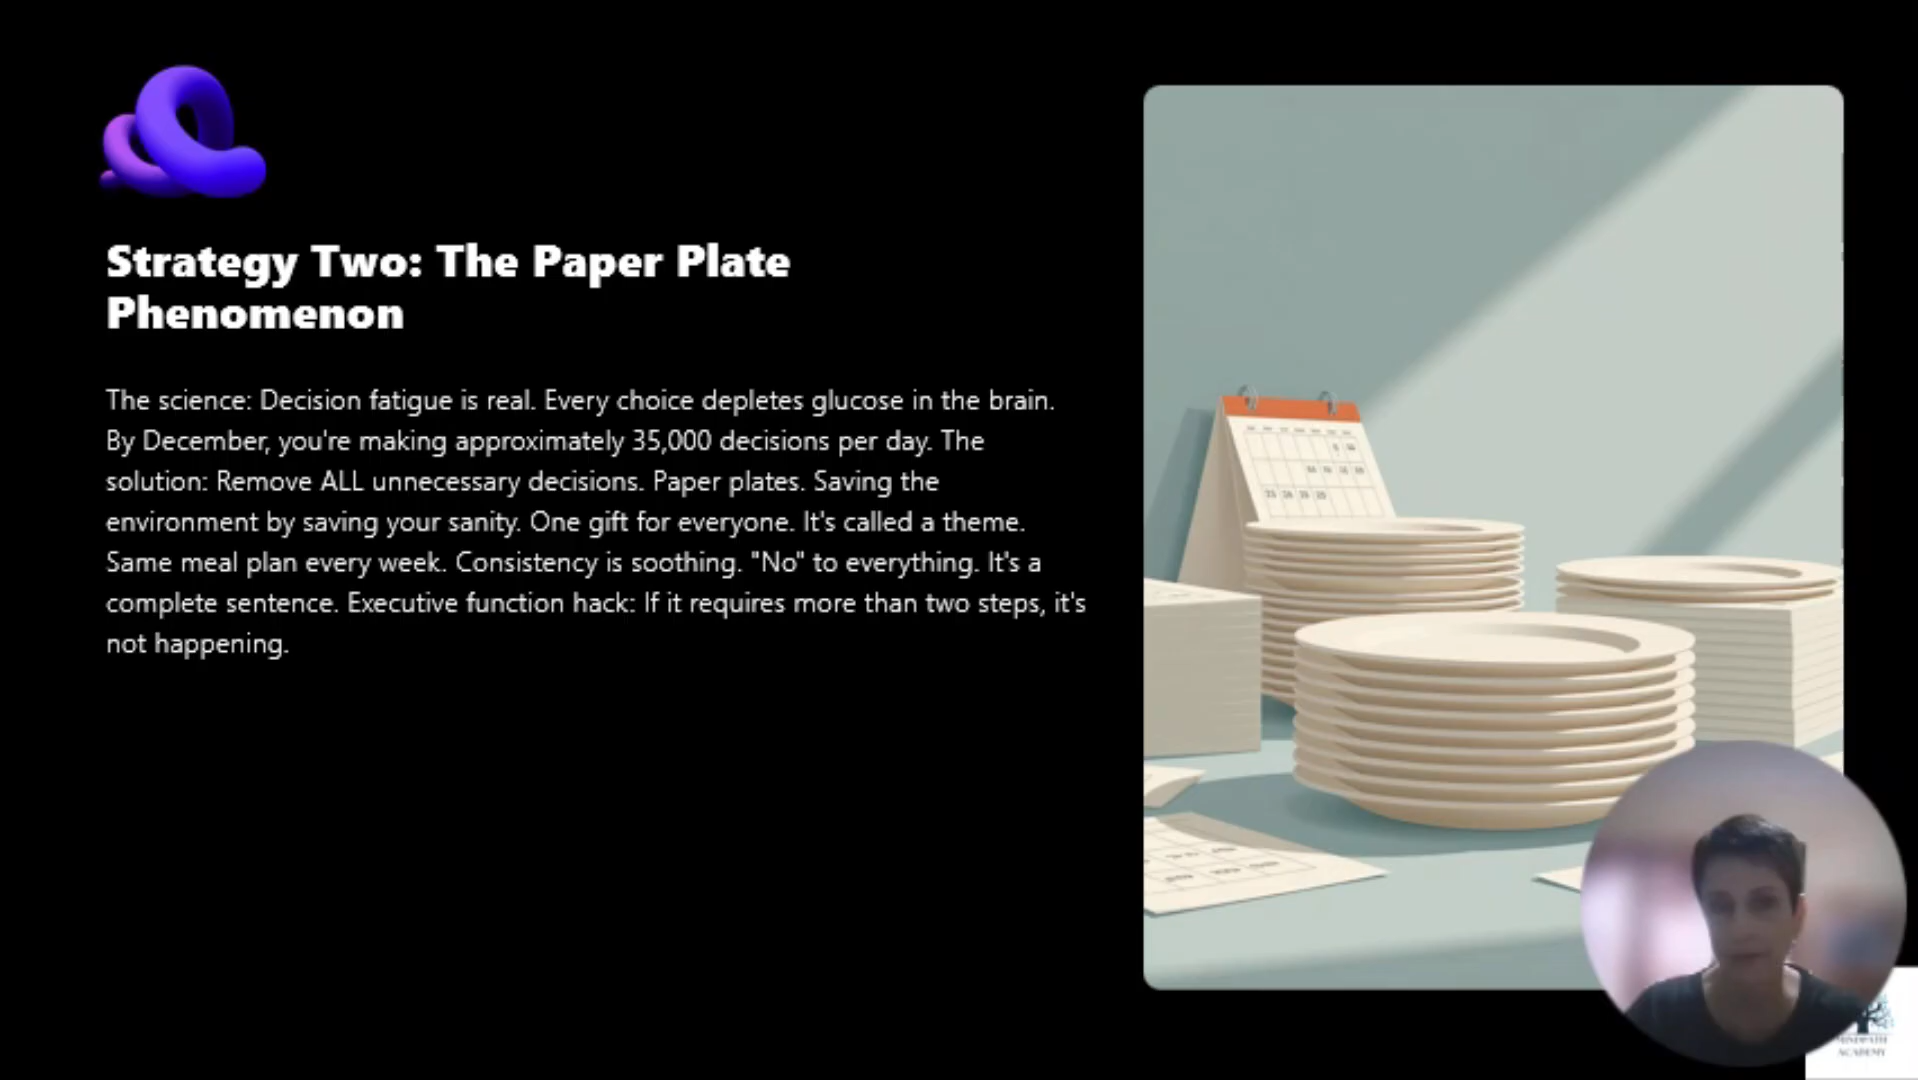 Strategy Two: The Paper Plate
Phenomenon
The science: Decision fatigue is real. Every choice depletes glucose in the brain.
By December, you're making approximately 35,000 decisions per day. The
solution: Remove ALL unnecessary decisions. Paper plates. Saving the
environment by saving your sanity. One gift for everyone. It's called a theme.
Same meal plan every week. Consistency is soothing. "No" to everything. It's a
complete sentence. Executive function hack: If it requires more than two steps, it's
not happening.
ACADEMY